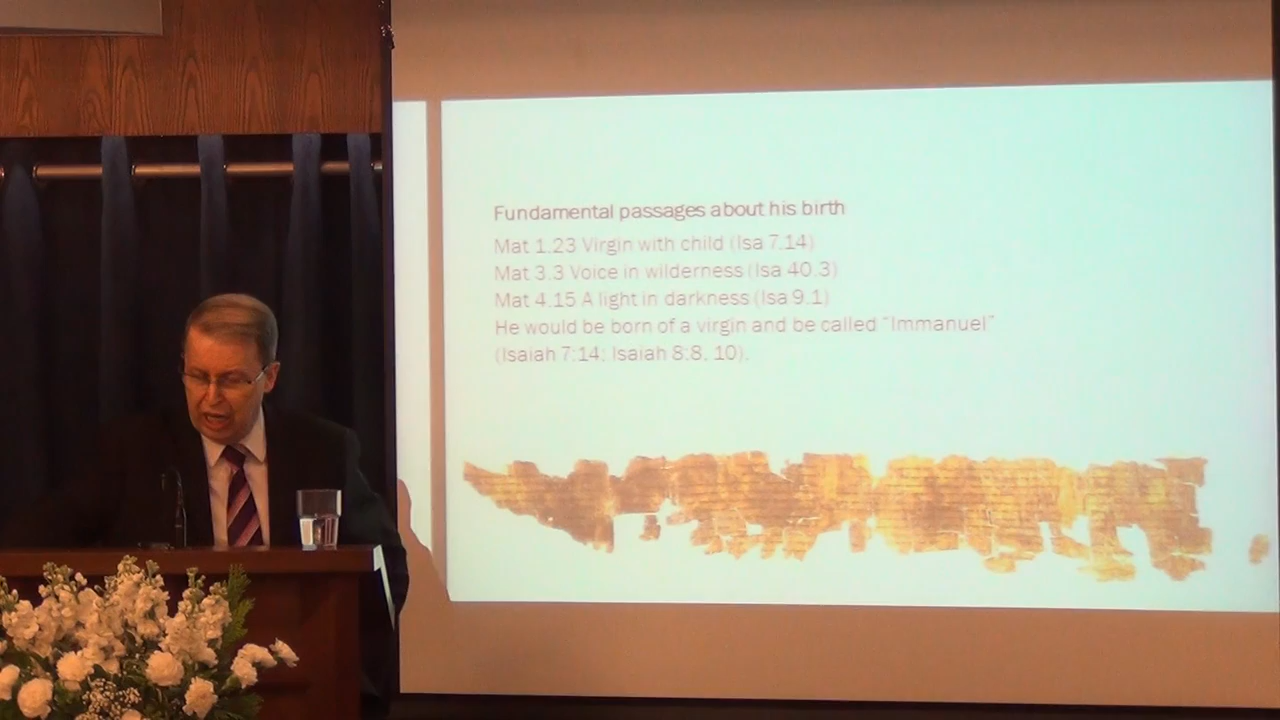 Fundamental passages about his birth
Mat 1.23 Virgin with child (Isa 7.14)
Mat 3.3 Voice in wilderness (Isa 40.3)
Mat 4.15 A light in darkness (Isa 9.1)
He would be born of a virgin and be called “Immanuel”
(Isaiah 7:14; Isaiah 8:8, 10).